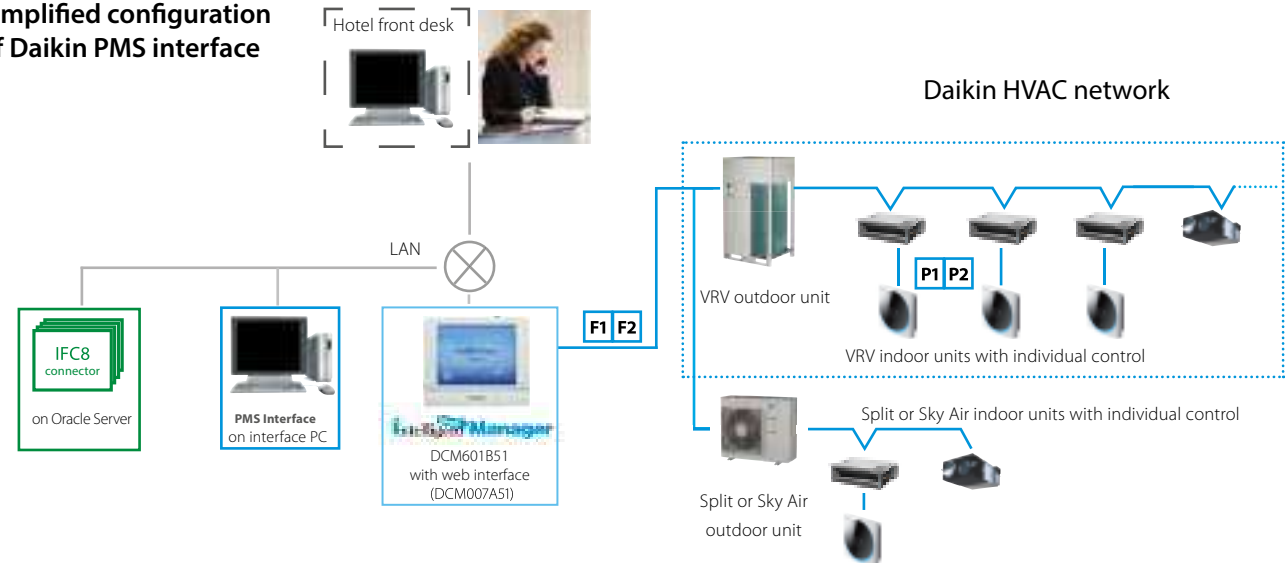 mplified configuration
f Daikin PMS interface
Hotel front desk
Daikin HVAC network
LAN
F1 F2
VRV outdoor unit
P1 P2
VRV indoor units with individual control
IFC8
connector
on Oracle Server
PMS Interface
on interface PC
Manager
DCM601B51
with web interface
(DCM007A51)
Split or Sky Air indoor units with individual control
Split or Sky Air
outdoor unit